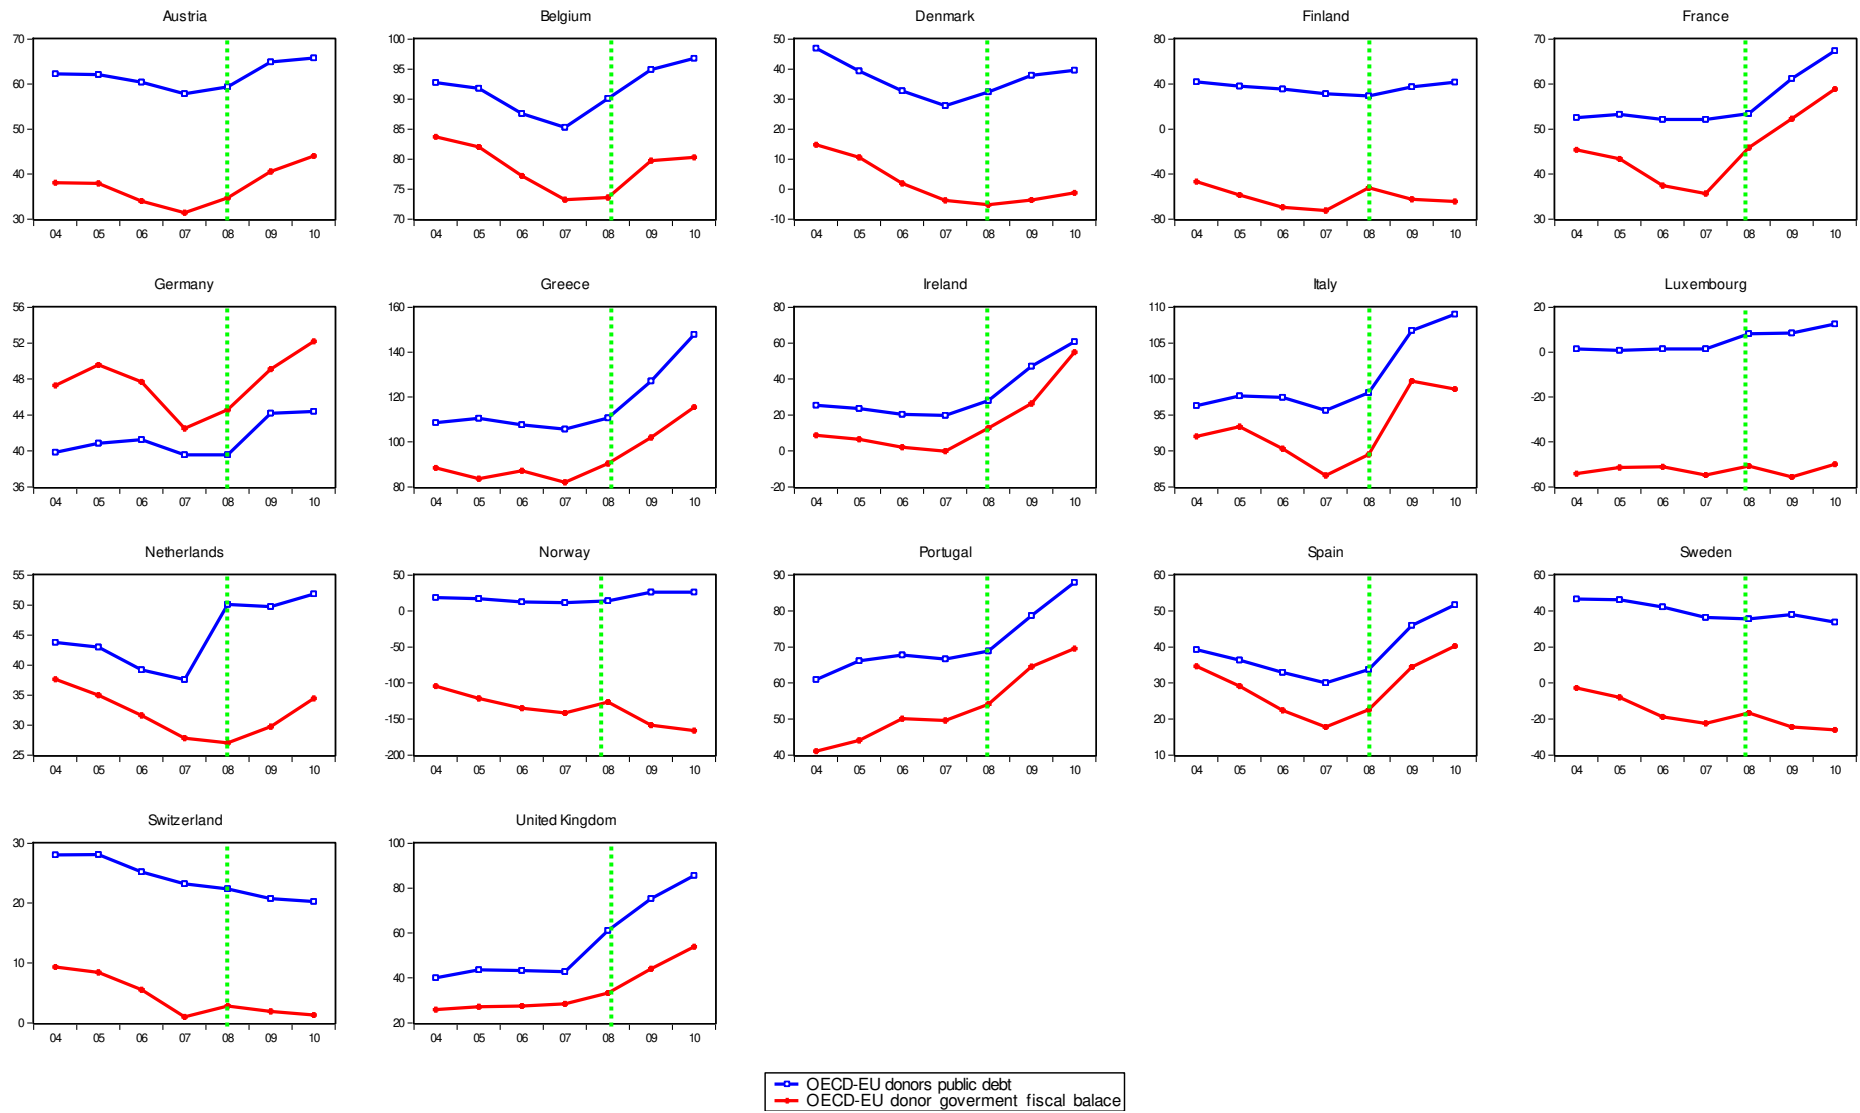 Austria
70
60
50
40
30
04 05 06 07 08 09 10
Belgium
100
95
90
85
80
75
70
04 05 06 07 08 09 10
Denmark
50
40
30
20
10
0
-10
04 05 06 07 08 09 10
Finland
80
40
0
-40
-80
04 05 06 07 08 09 10
France
70
60
50
40
30
04 05 06 07 08 09 10
Germany
56
52
48
44
40
36
04 05 06 07 08 09 10
Greece
160
140
120
100
80
04 05 06 07 08 09 10
Ireland
80
60
40
20
0
-20
04 05 06 07 08 09 10
Italy
110
105
100
95
90
85
04 05 06 07 08 09 10
Luxembourg
20
0
-20
-40
-60
04 05 06 07 08 09 10
Netherlands
55
50
45
40
35
30
25
04 05 06 07 08 09 10
Norway
50
0
-50
-100
-150
-200
04 05 06 07 08 09 10
Portugal
90
80
70
60
50
40
04 05 06 07 08 09 10
Spain
60
50
40
30
20
10
04 05 06 07 08 09 10
Sweden
60
40
20
0
-20
-40
04 05 06 07 08 09 10
Switzerland
30
20
10
0
04 05 06 07 08 09 10
United Kingdom
100
80
60
40
20
04 05 06 07 08 09 10
OECD-EU donors public debt
OECD-EU donor goverment fiscal balace